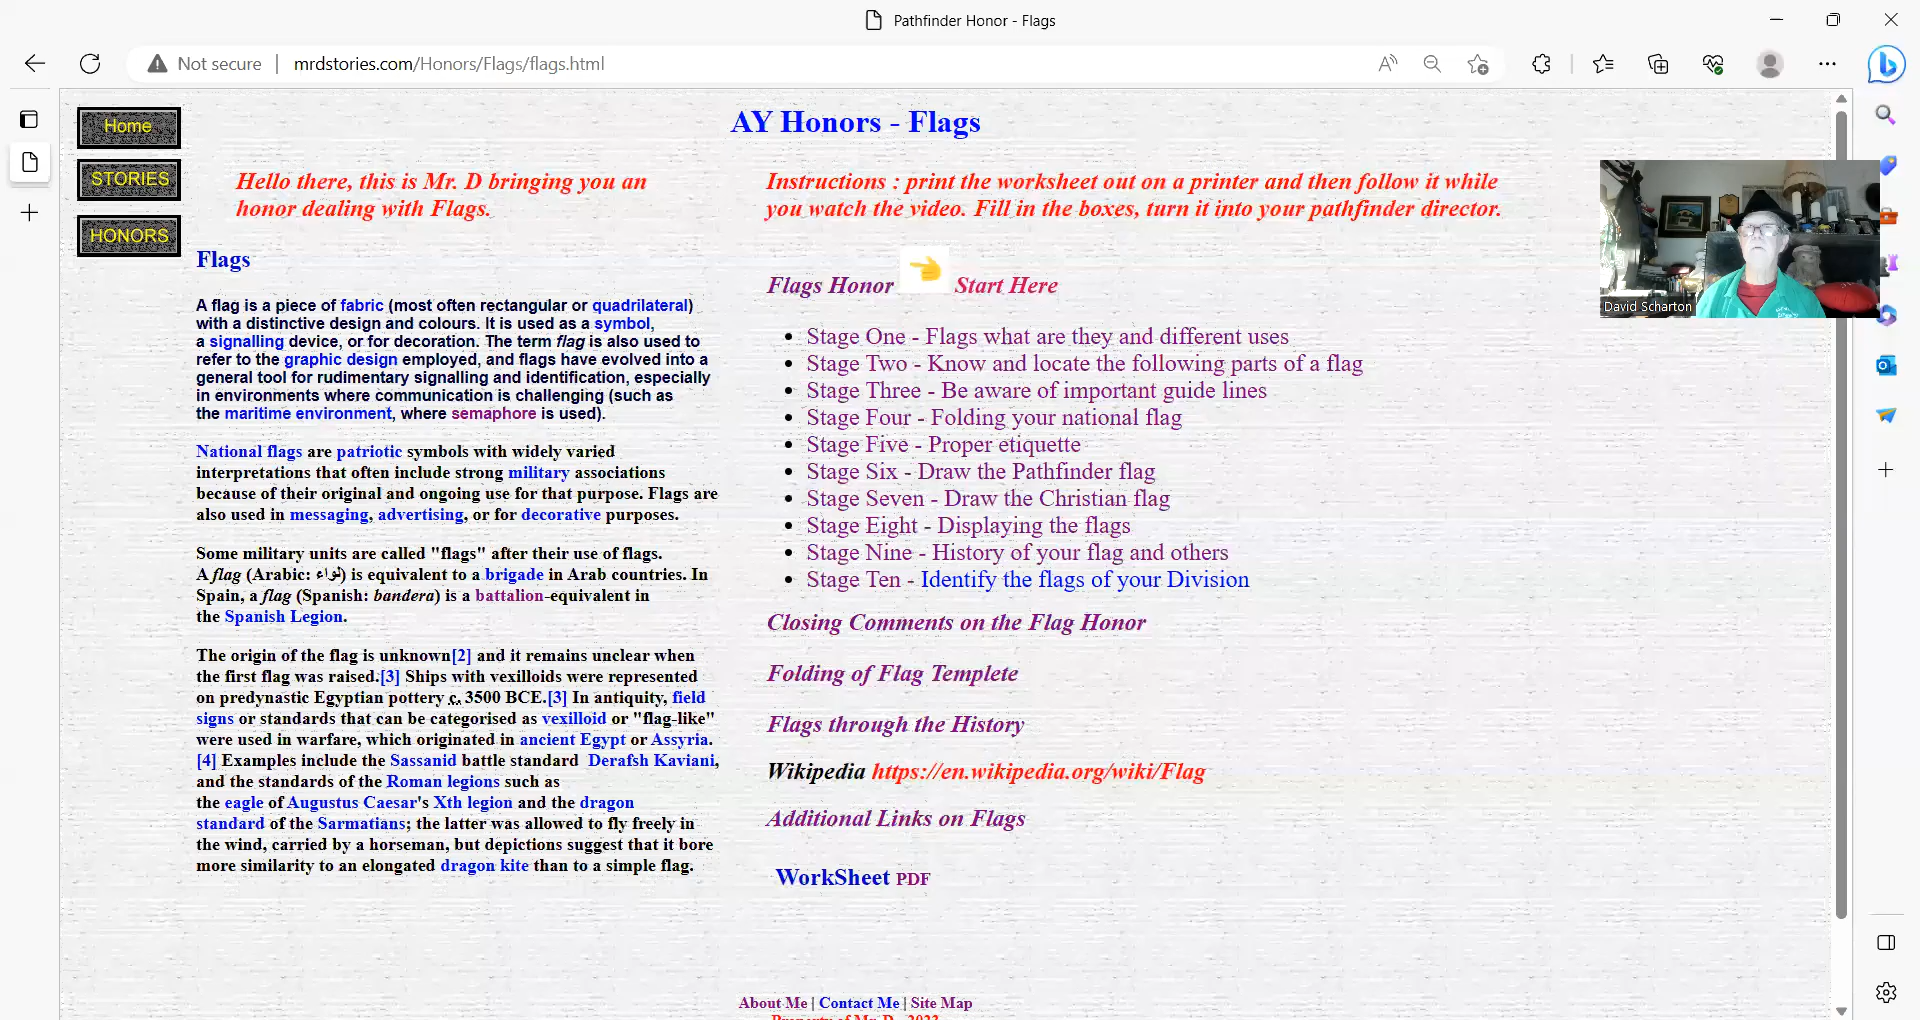 Pathfinder Honor - Flags
Not secure
mrdstories.com/Honors/Flags/flags.html
Home
STORIES
HONORS
AY Honors - Flags
Hello there, this is Mr. D bringing you an
honor dealing with Flags.
Flags
A flag is a piece of fabric (most often rectangular or quadrilateral)
with a distinctive design and colours. It is used as a symbol,
a signalling device, or for decoration. The term flag is also used to
refer to the graphic design employed, and flags have evolved into a
general tool for rudimentary signalling and identification, especially
in environments where communication is challenging (such as
the maritime environment, where semaphore is used).
National flags are patriotic symbols with widely varied
interpretations that often include strong military associations
because of their original and ongoing use for that purpose. Flags are
also used in messaging, advertising, or for decorative purposes.
Some military units are called "flags" after their use of flags.
A flag (Arabic: لواء) is equivalent to a brigade in Arab countries. In
Spain, a flag (Spanish: bandera) is a battalion-equivalent in
the Spanish Legion.
The origin of the flag is unknown[2] and it remains unclear when
the first flag was raised.[3] Ships with vexilloids were represented
on predynastic Egyptian pottery c. 3500 BCE.[3] In antiquity, field
signs or standards that can be categorised as vexilloid or "flag-like"
were used in warfare, which originated in ancient Egypt or Assyria.
[4] Examples include the Sassanid battle standard Derafsh Kaviani,
and the standards of the Roman legions such as
the eagle of Augustus Caesar's Xth legion and the dragon
standard of the Sarmatians; the latter was allowed to fly freely in
the wind, carried by a horseman, but depictions suggest that it bore
more similarity to an elongated dragon kite than to a simple flag.
Instructions : print the worksheet out on a printer and then follow it while
you watch the video. Fill in the boxes, turn it into your pathfinder director.
Flags Honor Start Here
Stage One - Flags what are they and different uses
Stage Two - Know and locate the following parts of a flag
Stage Three - Be aware of important guide lines
Stage Four - Folding your national flag
Stage Five - Proper etiquette
Stage Six - Draw the Pathfinder flag
Stage Seven - Draw the Christian flag
Stage Eight - Displaying the flags
Stage Nine - History of your flag and others
Stage Ten - Identify the flags of your Division
Closing Comments on the Flag Honor
Folding of Flag Templete
Flags through the History
Wikipedia https://en.wikipedia.org/wiki/Flag
Additional Links on Flags
WorkSheet PDF
David Scharton
About Me | Contact Me | Site Map
Property of Mr. D - 2023